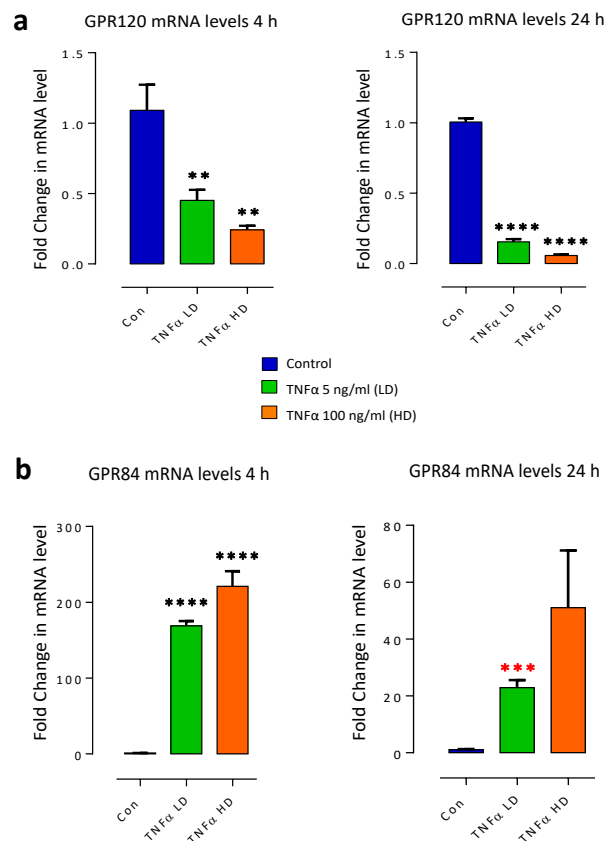 a
GPR120 mRNA levels 4 h
GPR120 mRNA levels 24 h
Fold Change in mRNA level
1.5
1.0
0.5
0.0
**
**
Con
TNFα LD
TNFα HD
Fold Change in mRNA level
1.5
1.0
0.5
0.0
****
****
Con
TNFα LD
TNFα HD
Control
TNFα 5 ng/ml (LD)
TNFα 100 ng/ml (HD)
b
GPR84 mRNA levels 4 h
GPR84 mRNA levels 24 h
Fold Change in mRNA level
300
200
100
0
****
****
Con
TNFα LD
TNFα HD
Fold Change in mRNA level
80
60
40
20
0
***
Con
TNFα LD
TNFα HD